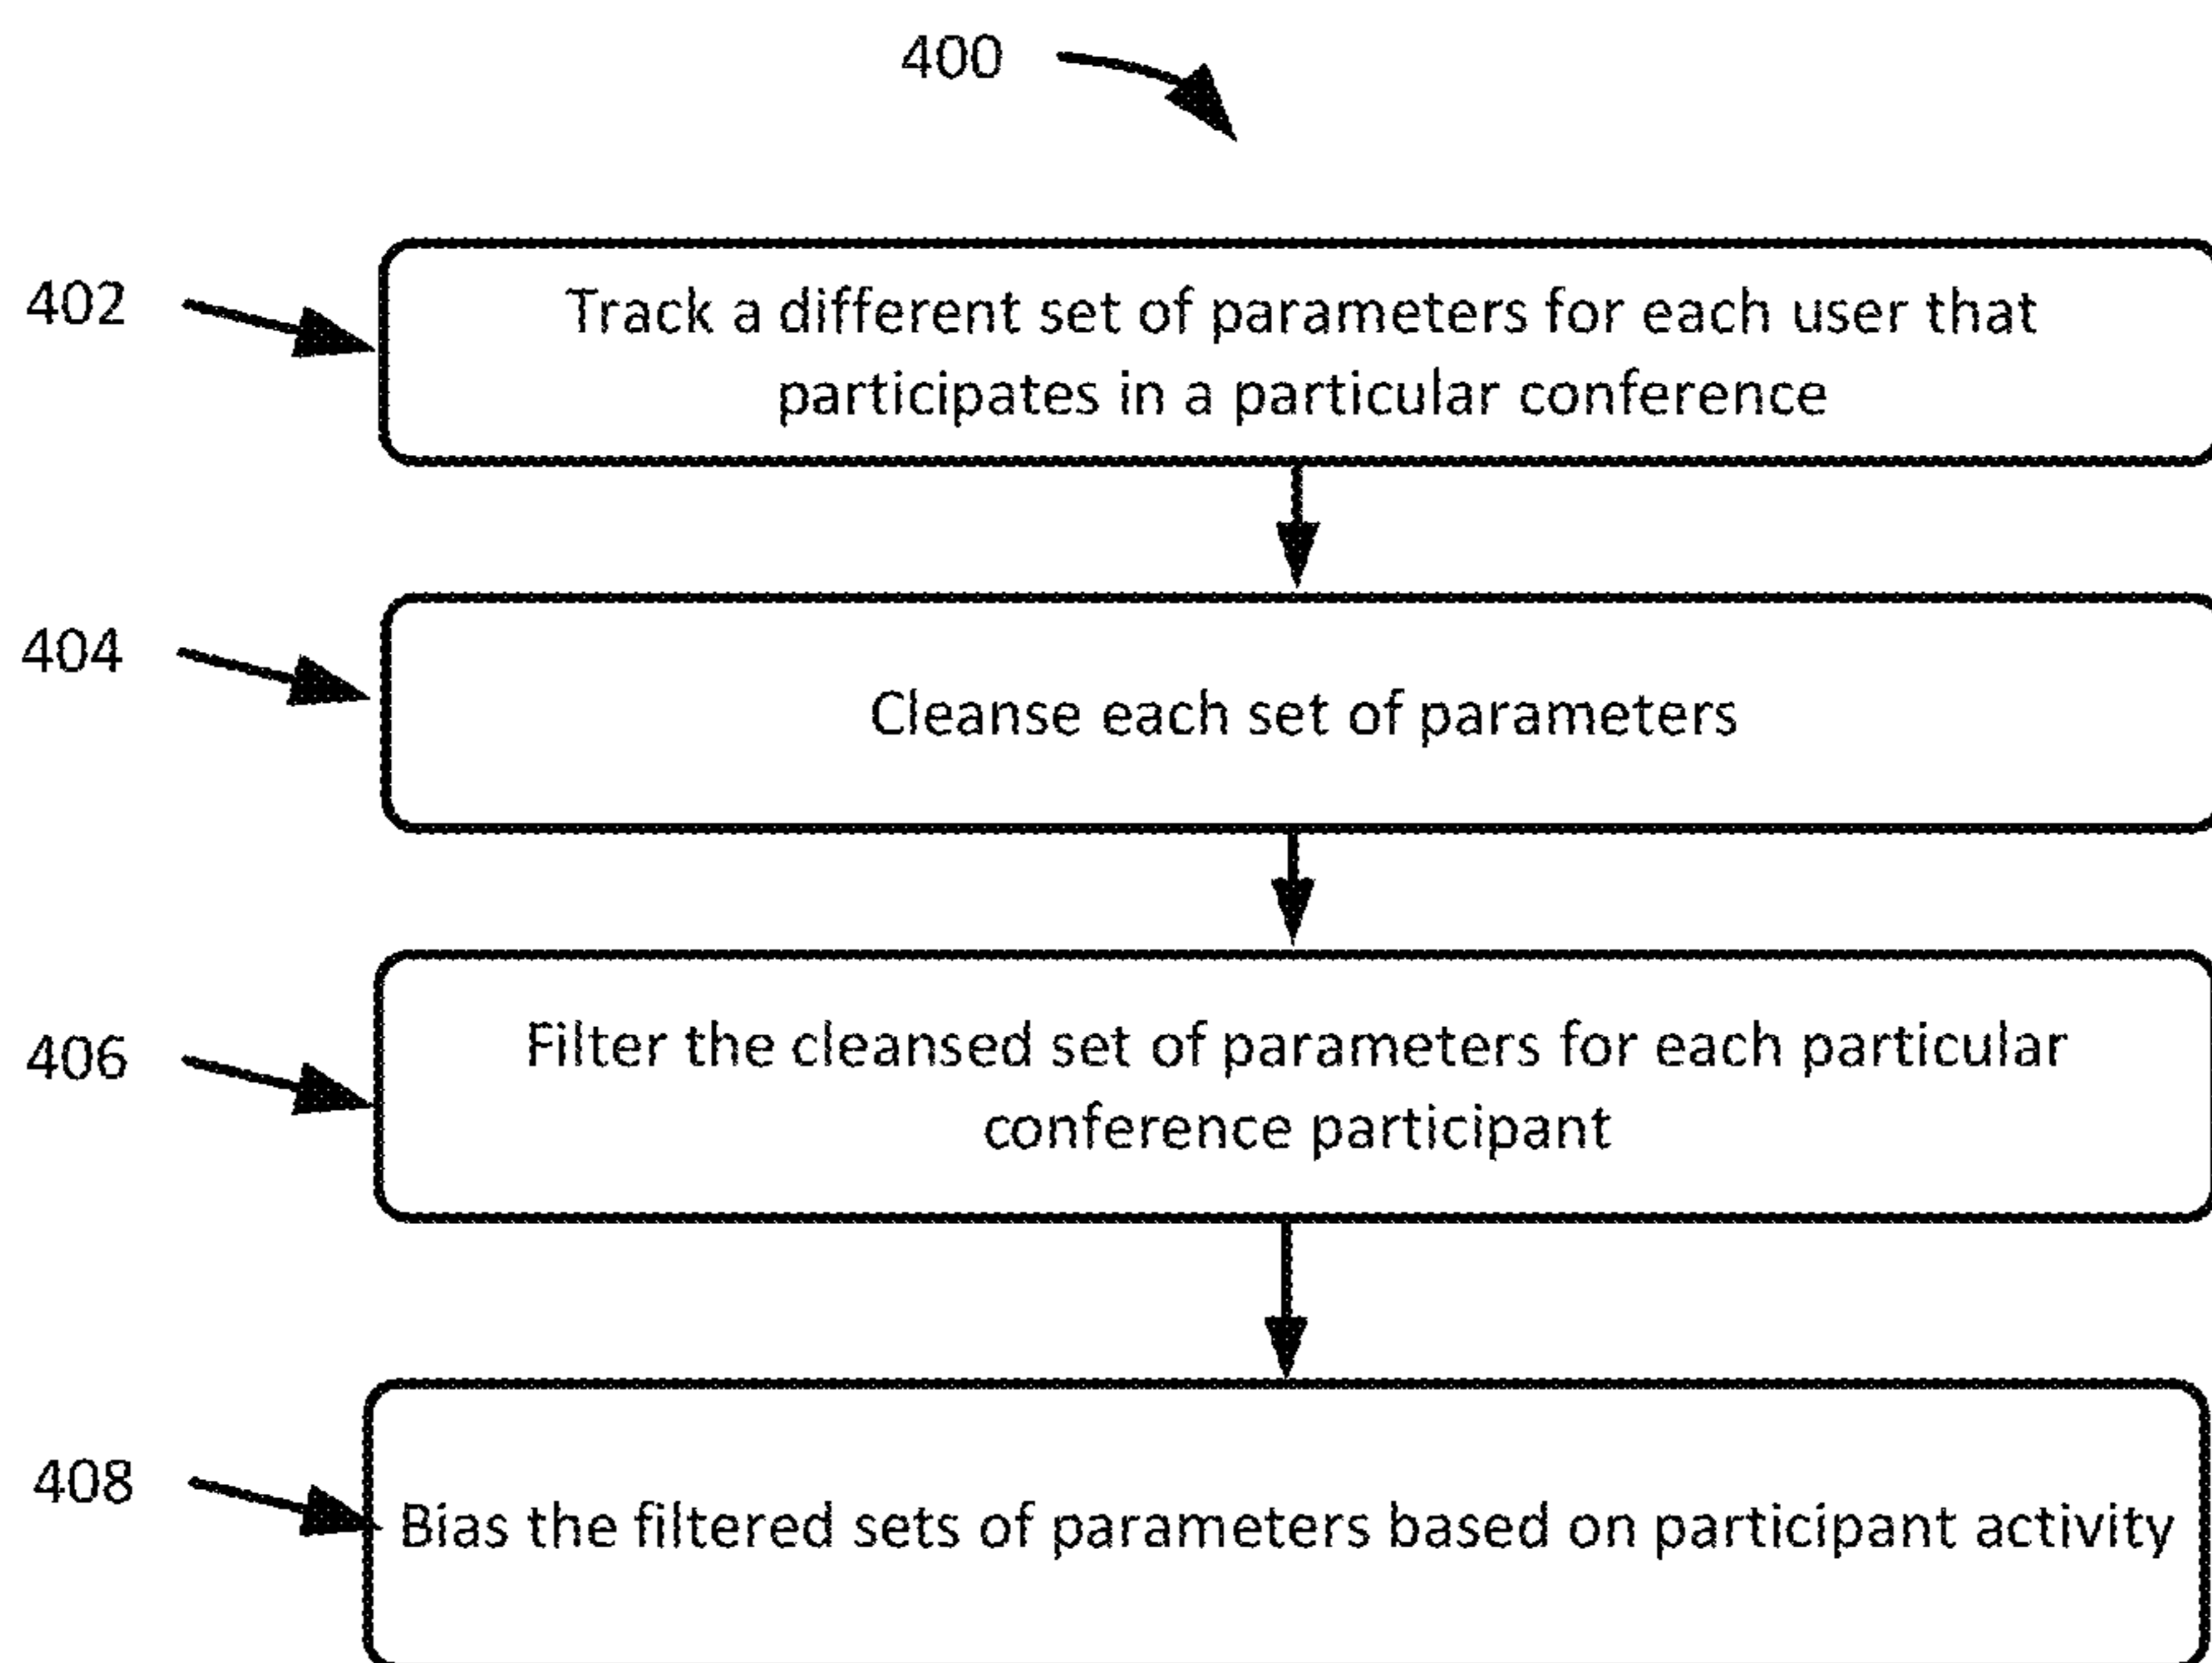 400
402
Track a different set of parameters for each user that
participates in a particular conference
404
Cleanse each set of parameters
406
Filter the cleansed set of parameters for each particular
conference participant
408
Bias the filtered sets of parameters based on participant activity